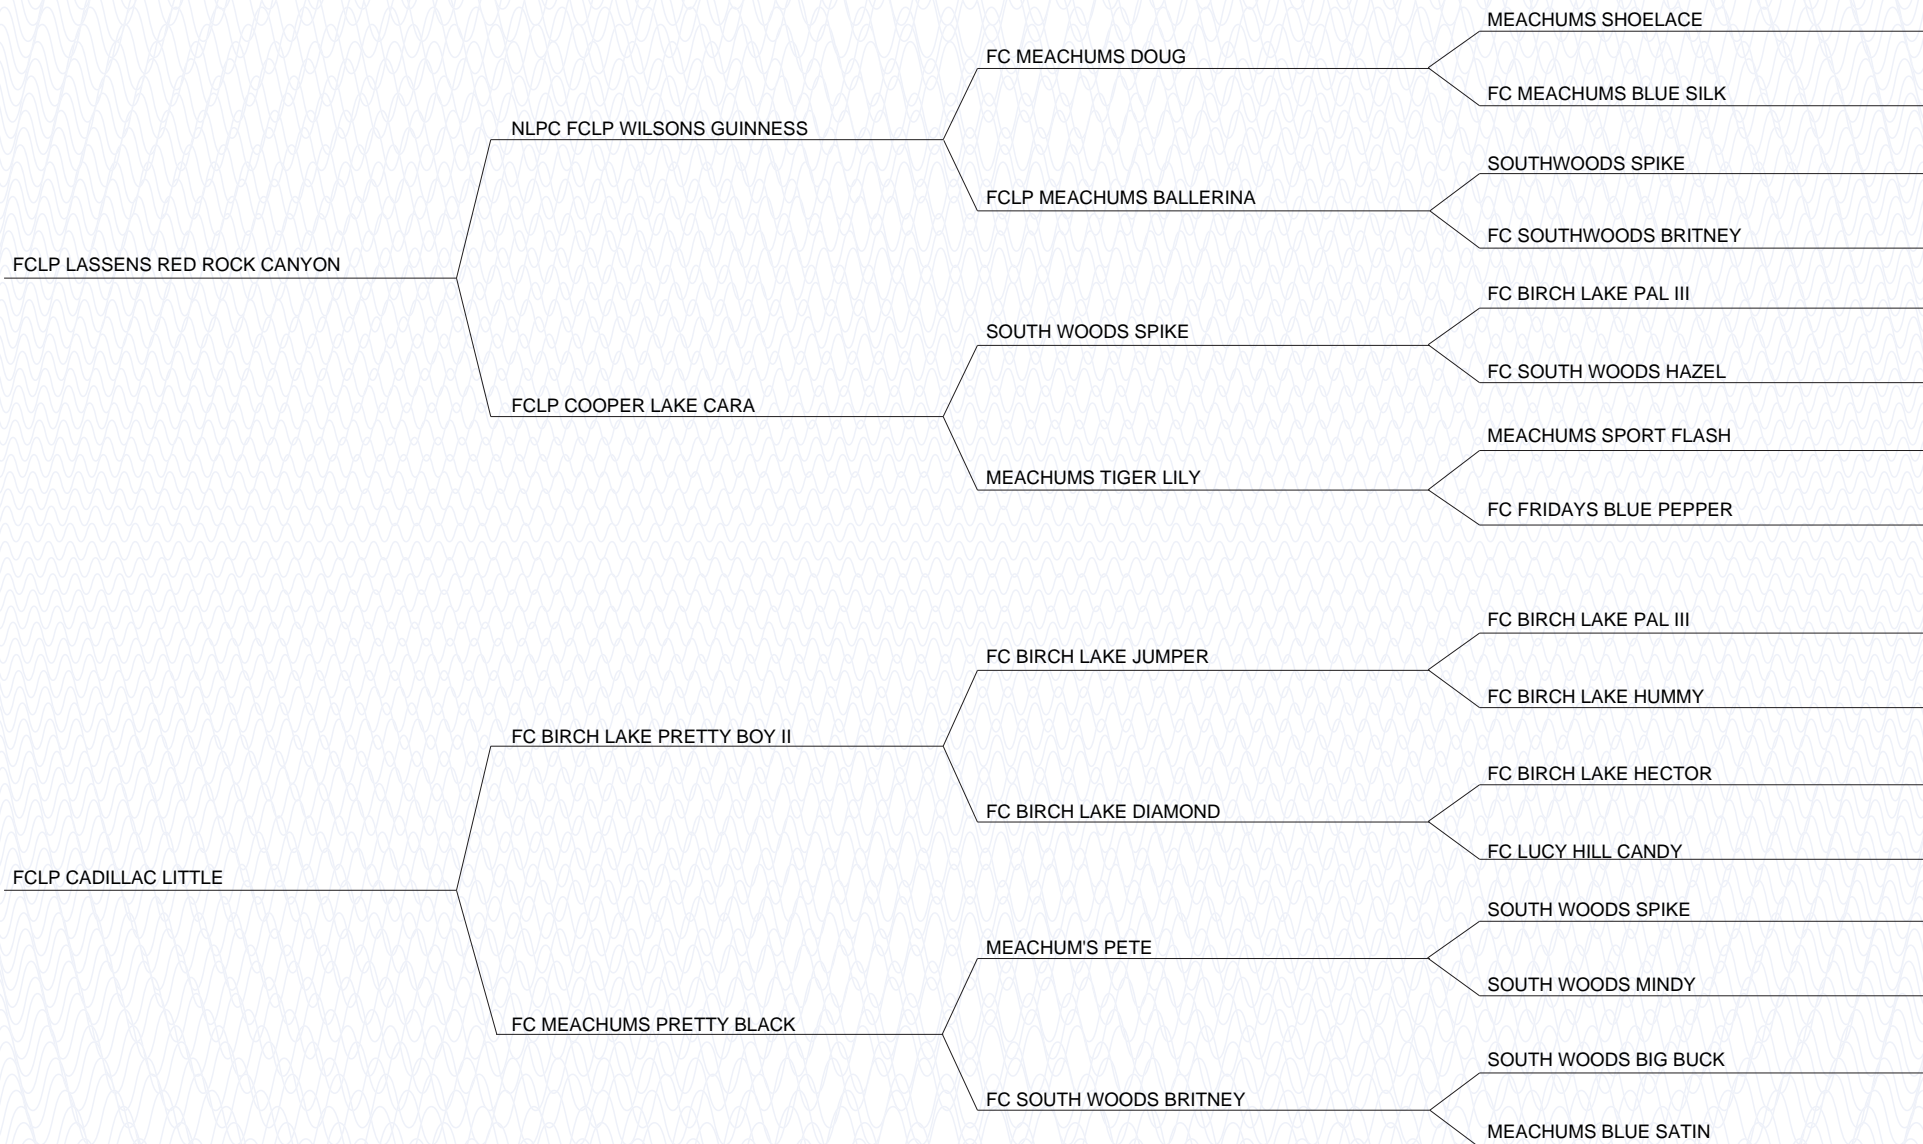 MEACHUMS SHOELACE
FC MEACHUMS DOUG
FC MEACHUMS BLUE SILK
NLPC FCLP WILSONS GUINNESS
SOUTHWOODS SPIKE
FCLP MEACHUMS BALLERINA
FC SOUTHWOODS BRITNEY
FCLP LASSENS RED ROCK CANYON
FC BIRCH LAKE PAL III
SOUTH WOODS SPIKE
FC SOUTH WOODS HAZEL
FCLP COOPER LAKE CARA
MEACHUMS SPORT FLASH
MEACHUMS TIGER LILY
FC FRIDAYS BLUE PEPPER
FC BIRCH LAKE PAL III
FC BIRCH LAKE JUMPER
FC BIRCH LAKE HUMMY
FC BIRCH LAKE PRETTY BOY II
FC BIRCH LAKE HECTOR
FC BIRCH LAKE DIAMOND
FC LUCY HILL CANDY
FCLP CADILLAC LITTLE
SOUTH WOODS SPIKE
MEACHUM'S PETE
SOUTH WOODS MINDY
FC MEACHUMS PRETTY BLACK
SOUTH WOODS BIG BUCK
FC SOUTH WOODS BRITNEY
MEACHUMS BLUE SATIN